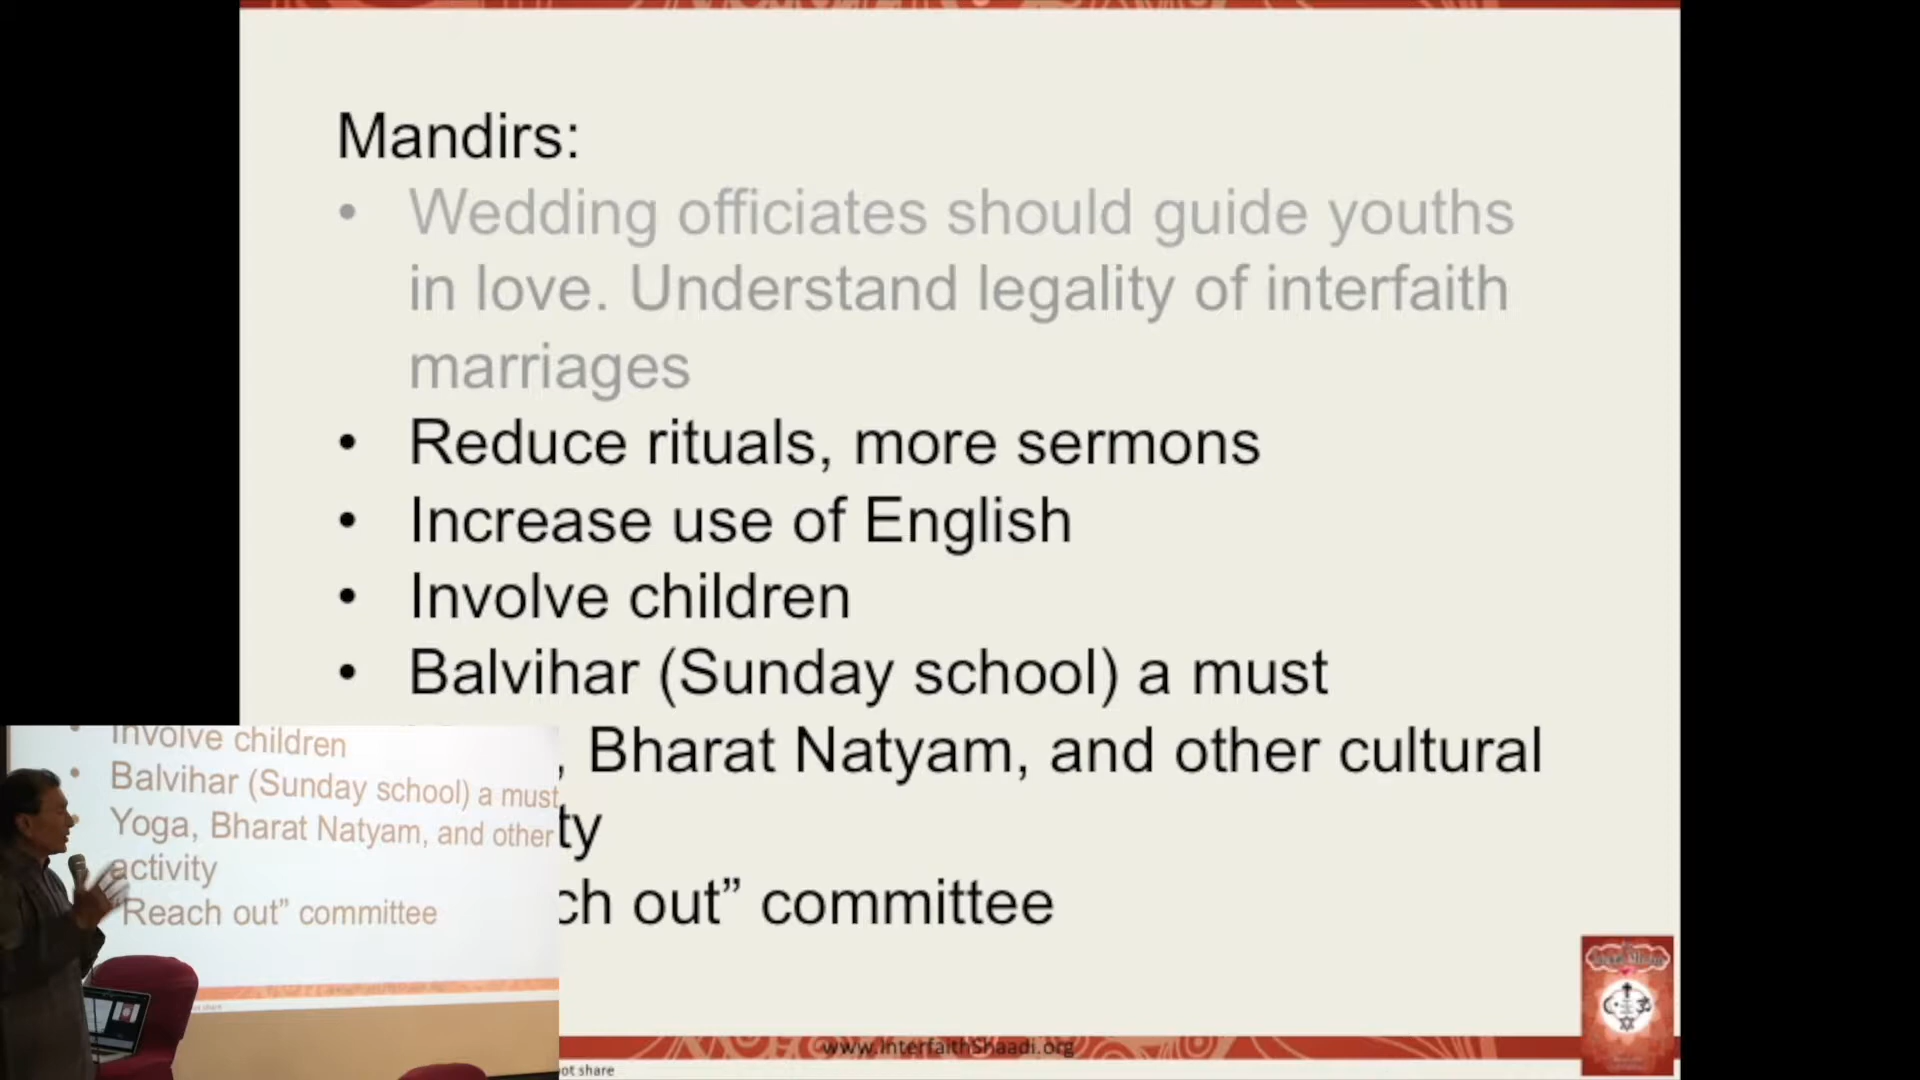 Mandirs:
• Wedding officiates should guide youths
in love. Understand legality of interfaith
marriages
• Reduce rituals, more sermons
• Increase use of English
• Involve children
• Balvihar (Sunday school) a must
, Bharat Natyam, and other cultural
ty
ch out” committee
• Involve children
• Balvihar (Sunday school) a must
Yoga, Bharat Natyam, and other
activity
“Reach out” committee
www.InterfaithShaadi.org
ot share